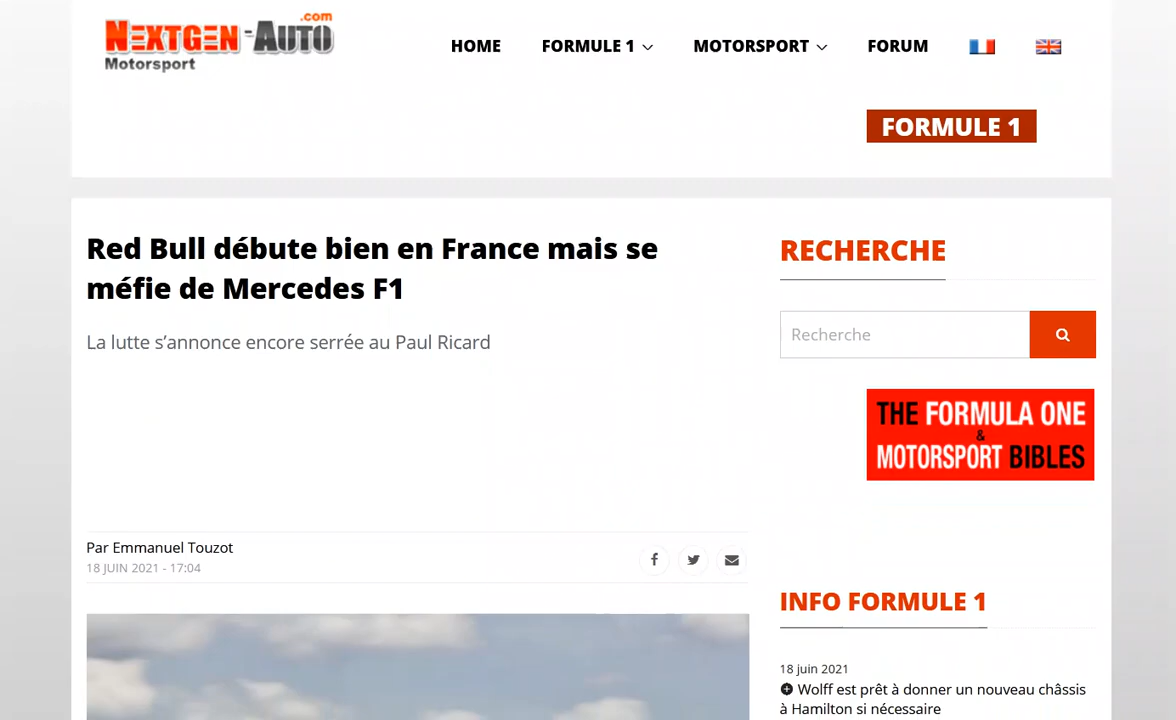 NEXTGEN-AUTO.com
Motorsport
HOME
FORMULE 1
MOTORSPORT
FORUM
FORMULE 1
Red Bull débute bien en France mais se
méfie de Mercedes F1
La lutte s’annonce encore serrée au Paul Ricard
Par Emmanuel Touzot
18 JUIN 2021 - 17:04
RECHERCHE
Recherche
THE FORMULA ONE
&
MOTORSPORT BIBLES
INFO FORMULE 1
18 juin 2021
Wolff est prêt à donner un nouveau châssis
à Hamilton si nécessaire